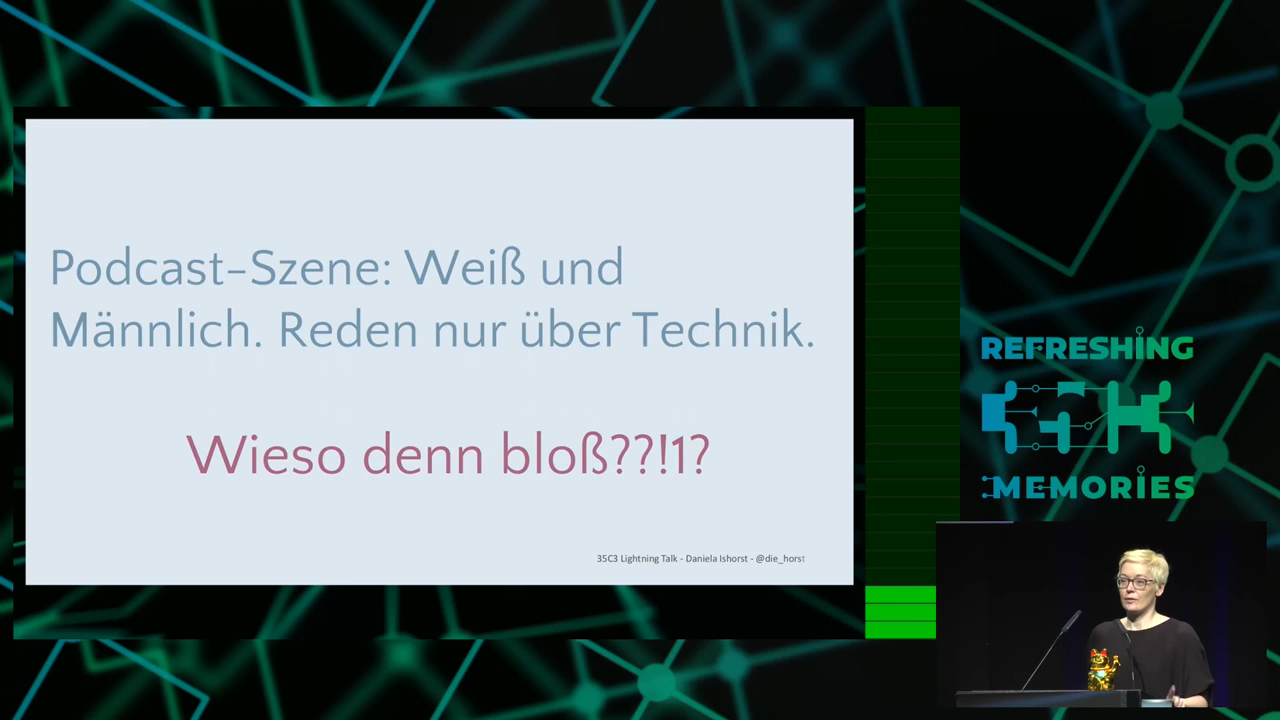 Podcast-Szene: Weiß und
Männlich. Reden nur über Technik.
Wieso denn bloß??!1?
35C3 Lightning Talk - Daniela Ishorst - @die_horst
REFRESHING
35C3
MEMORIES